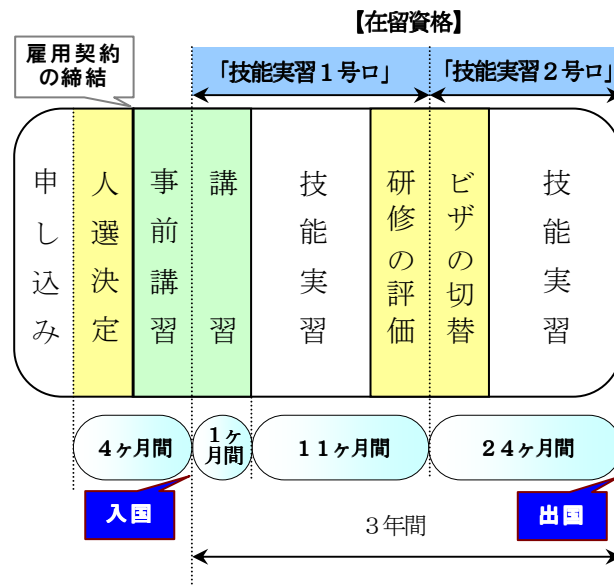 【在留資格】
雇用契約
の締結
「技能実習１号ロ」
「技能実習２号ロ」
申し込み
人選決定
事前講習
講習
技能実習
研修の評価
ビザの切替
技能実習
４ヶ月間
１ヶ
月間
１１ヶ月間
２４ヶ月間
入国
出国
３年間